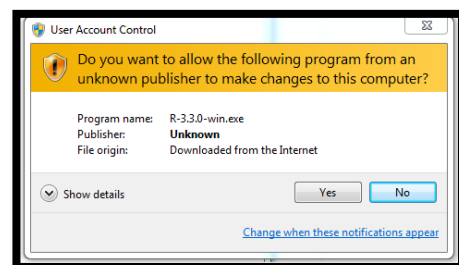 User Account Control
Do you want to allow the following program from an
unknown publisher to make changes to this computer?
Program name: R-3.3.0-win.exe
Publisher: Unknown
File origin: Downloaded from the Internet
Show details Yes No
Change when these notifications appear